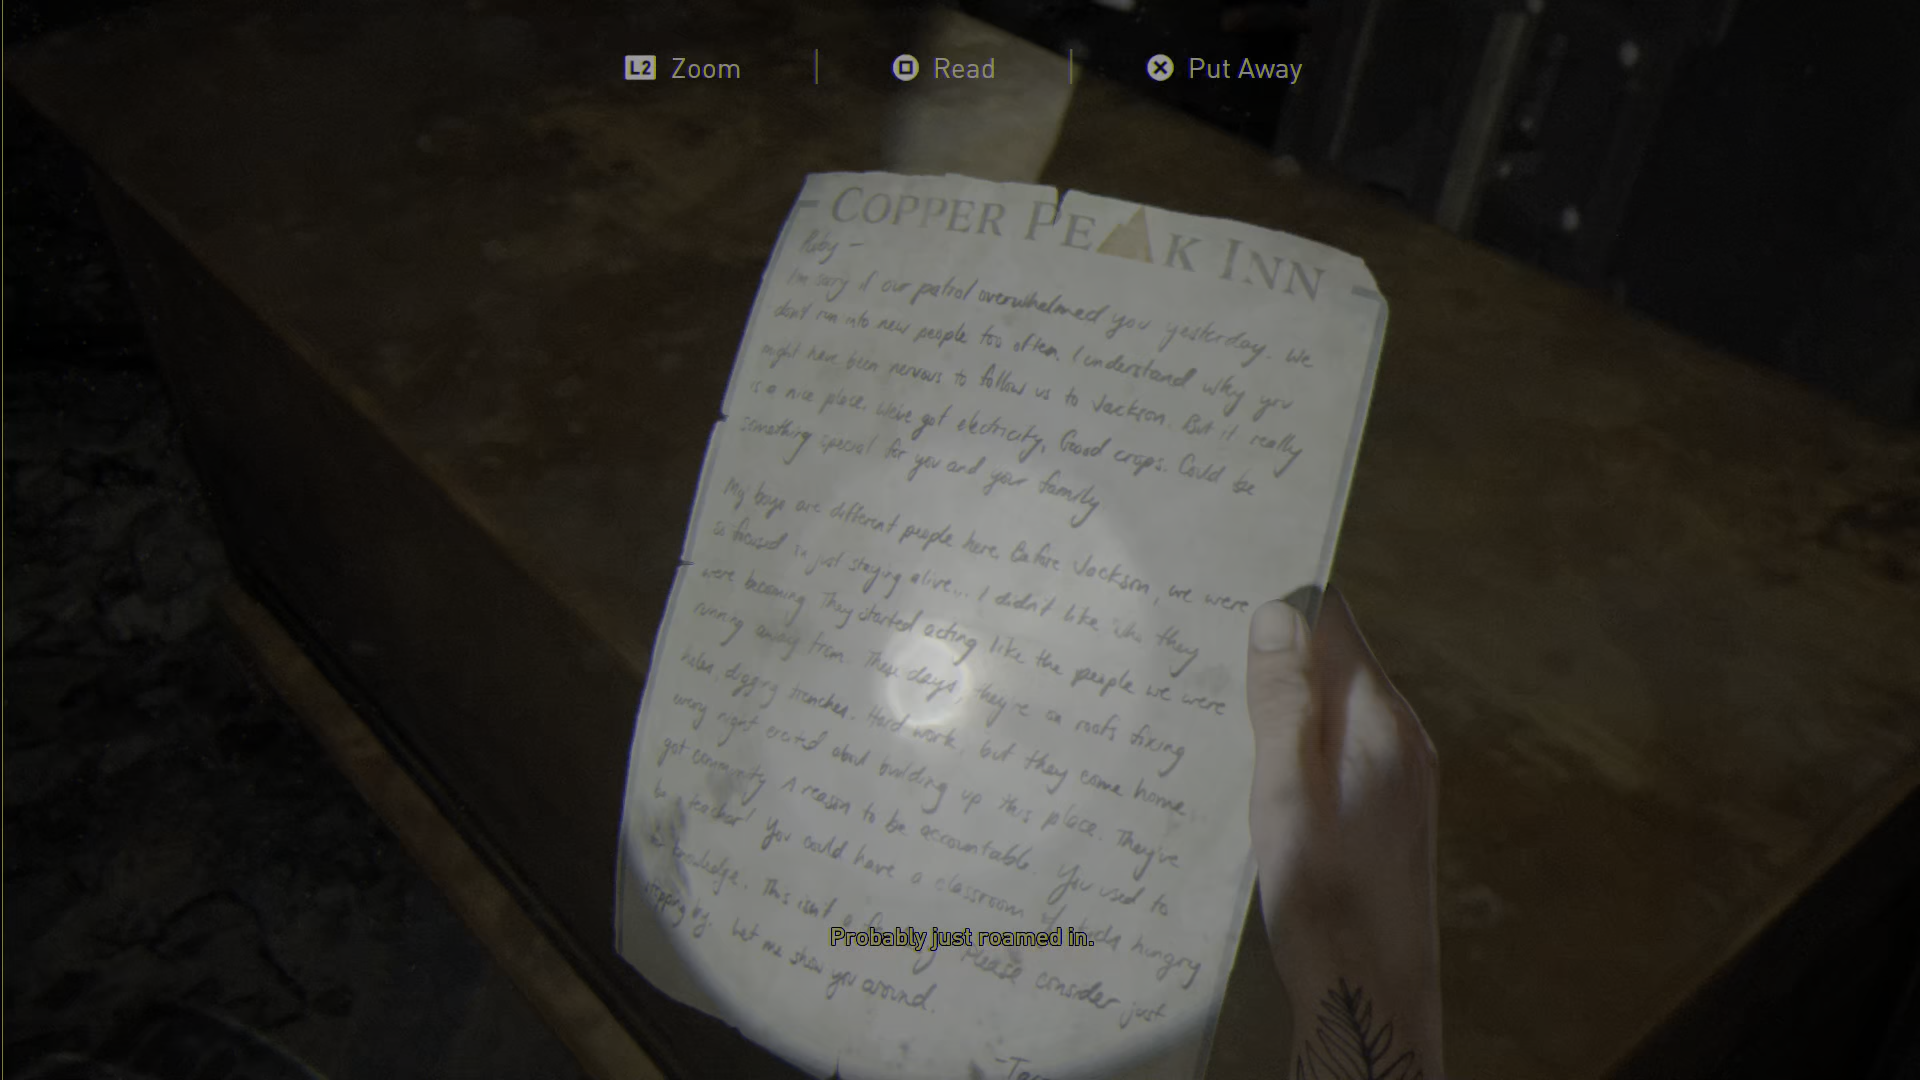 L2 Zoom | Read | Put Away
COPPER PEAK INN
Ruby –
I'm sorry if our patrol overwhelmed you yesterday. We
don't run into new people too often. I understand why you
might have been nervous to follow us to Jackson. But it really
is a nice place. We've got electricity. Good crops. Could be
something special for you and your family.
My boys are different people here. Before Jackson, we were
so focused on just staying alive... I didn't like who they
were becoming. They started acting like the people we were
running away from. These days, they're on roofs fixing
holes, digging trenches. Hard work, but they come home
every night excited about building up this place. They've
got community. A reason to be accountable. You used to
be a teacher! You could have a classroom of kids hungry
for knowledge. This isn't a Please consider just
stopping by. Let me show you around.
Probably just roamed in.